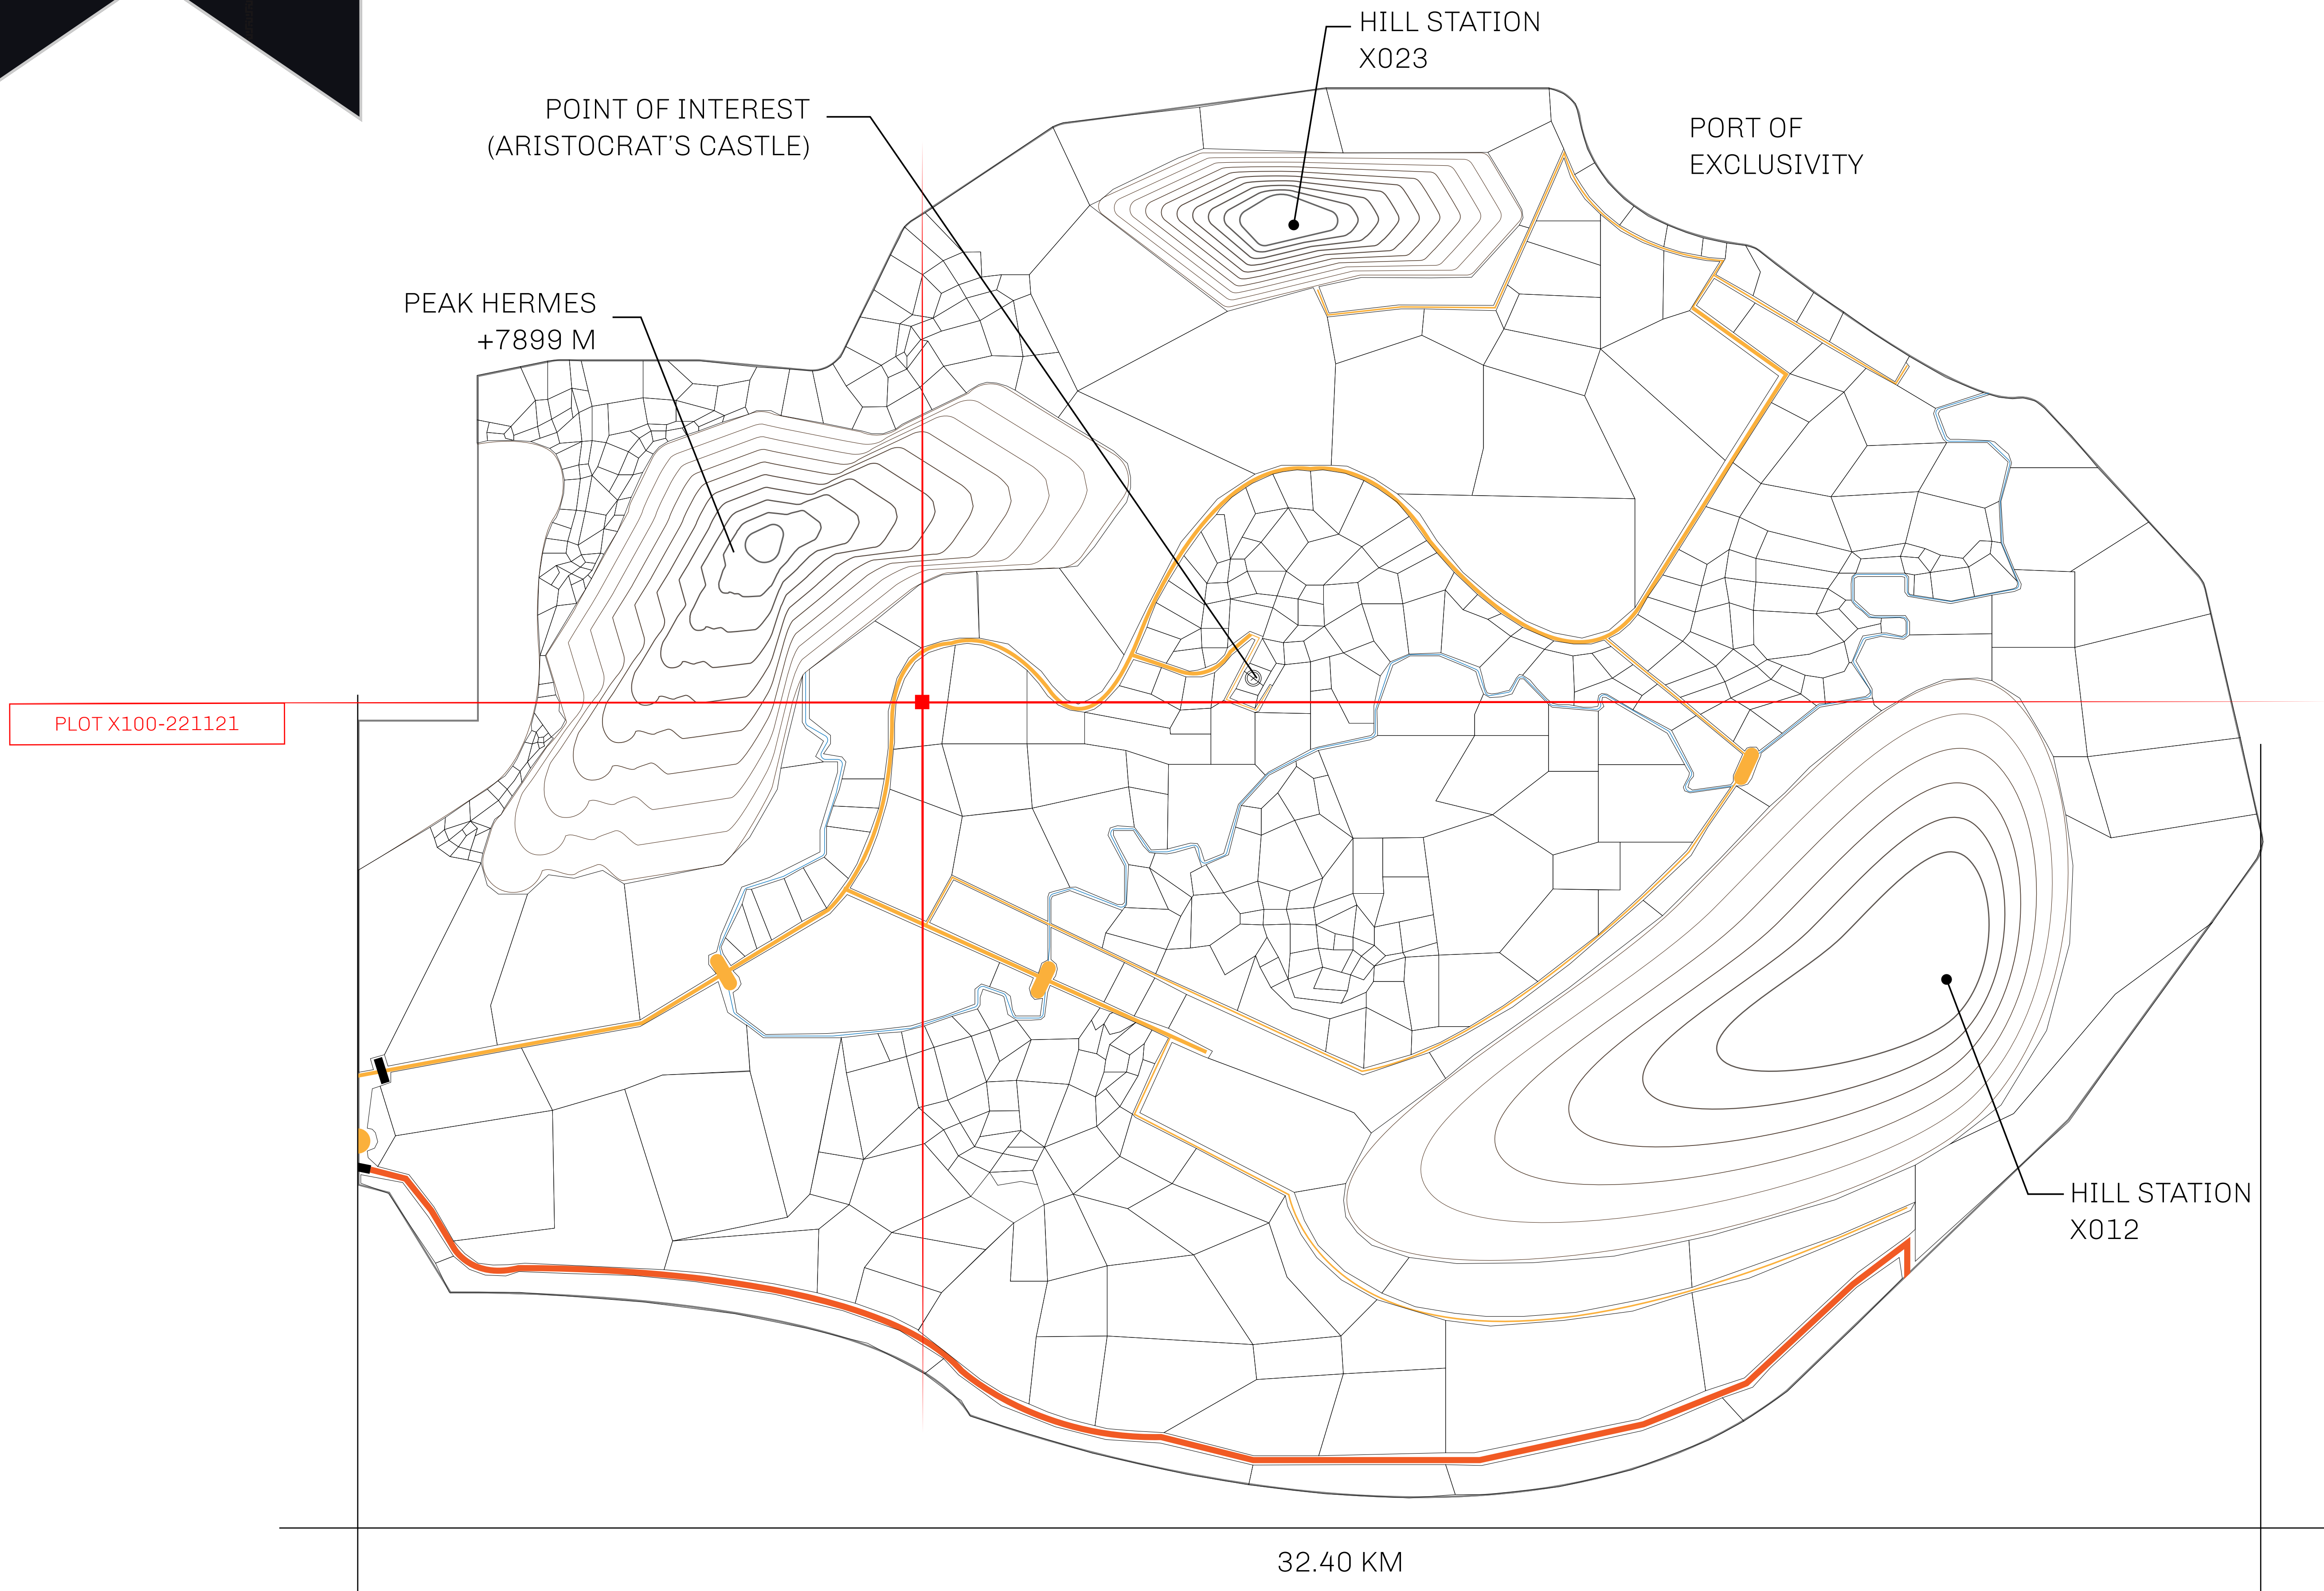 HILL STATION
X023
POINT OF INTEREST
(ARISTOCRAT'S CASTLE)
PORT OF
EXCLUSIVITY
PEAK HERMES
+7899 M
PLOT X100-221121
HILL STATION
X012
32.40 KM